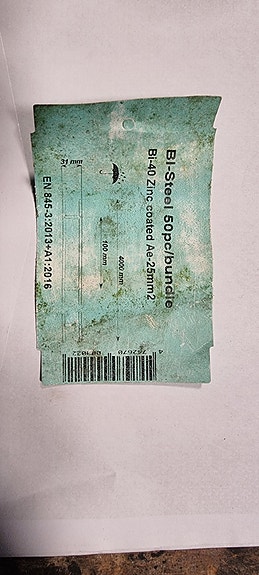 BI-Steel 50pc/bundle
Bi-40 Zinc coated Ae-25mm2
4000 mm
100 mm
31 mm
EN 845-3:2013+A1:2016